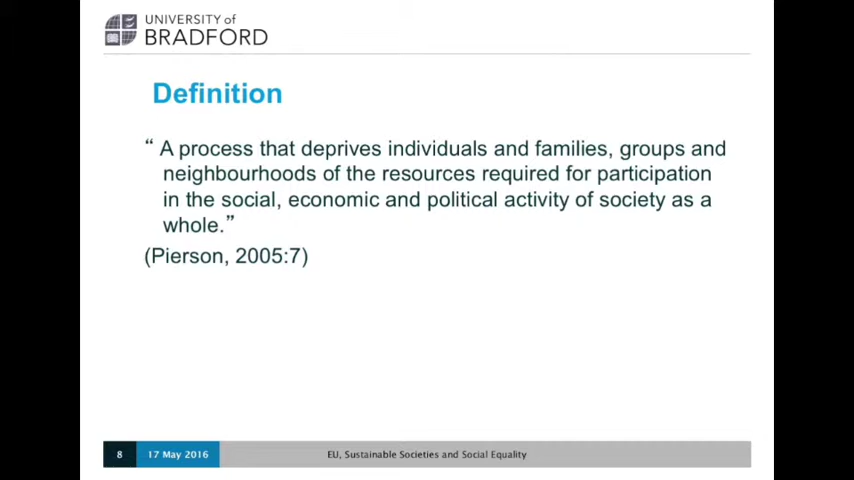 UNIVERSITY of
BRADFORD
Definition
“ A process that deprives individuals and families, groups and
neighbourhoods of the resources required for participation
in the social, economic and political activity of society as a
whole.”
(Pierson, 2005:7)
8 17 May 2016 EU, Sustainable Societies and Social Equality